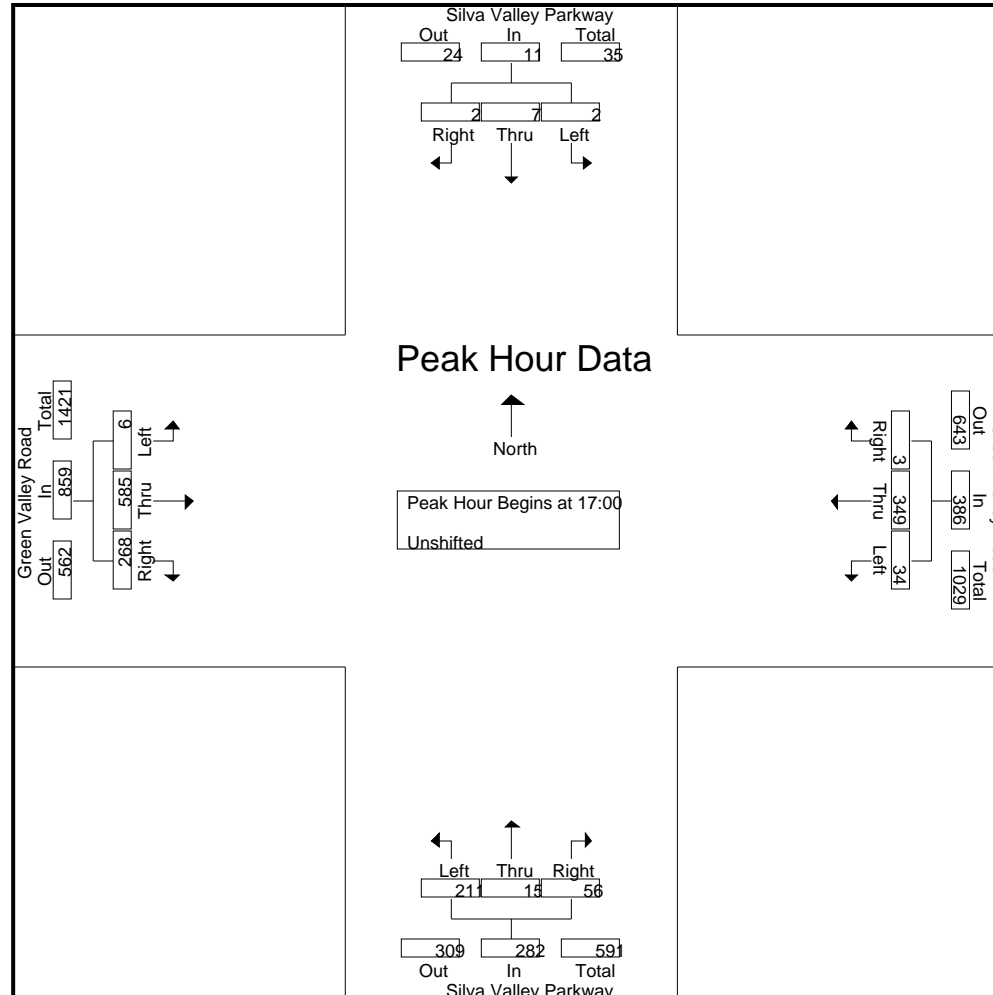 Silva Valley Parkway
Out In Total
24 11 35
2 7 2
Right Thru Left
Peak Hour Data
North
Peak Hour Begins at 17:00
Unshifted
Green Valley Road
Out In Total
562 859 1421
6 585 268
Left Thru Right
Right Thru Left
3 349 34
Out In Total
643 386 1029
Left Thru Right
211 15 56
309 282 591
Out In Total
Silva Valley Parkway